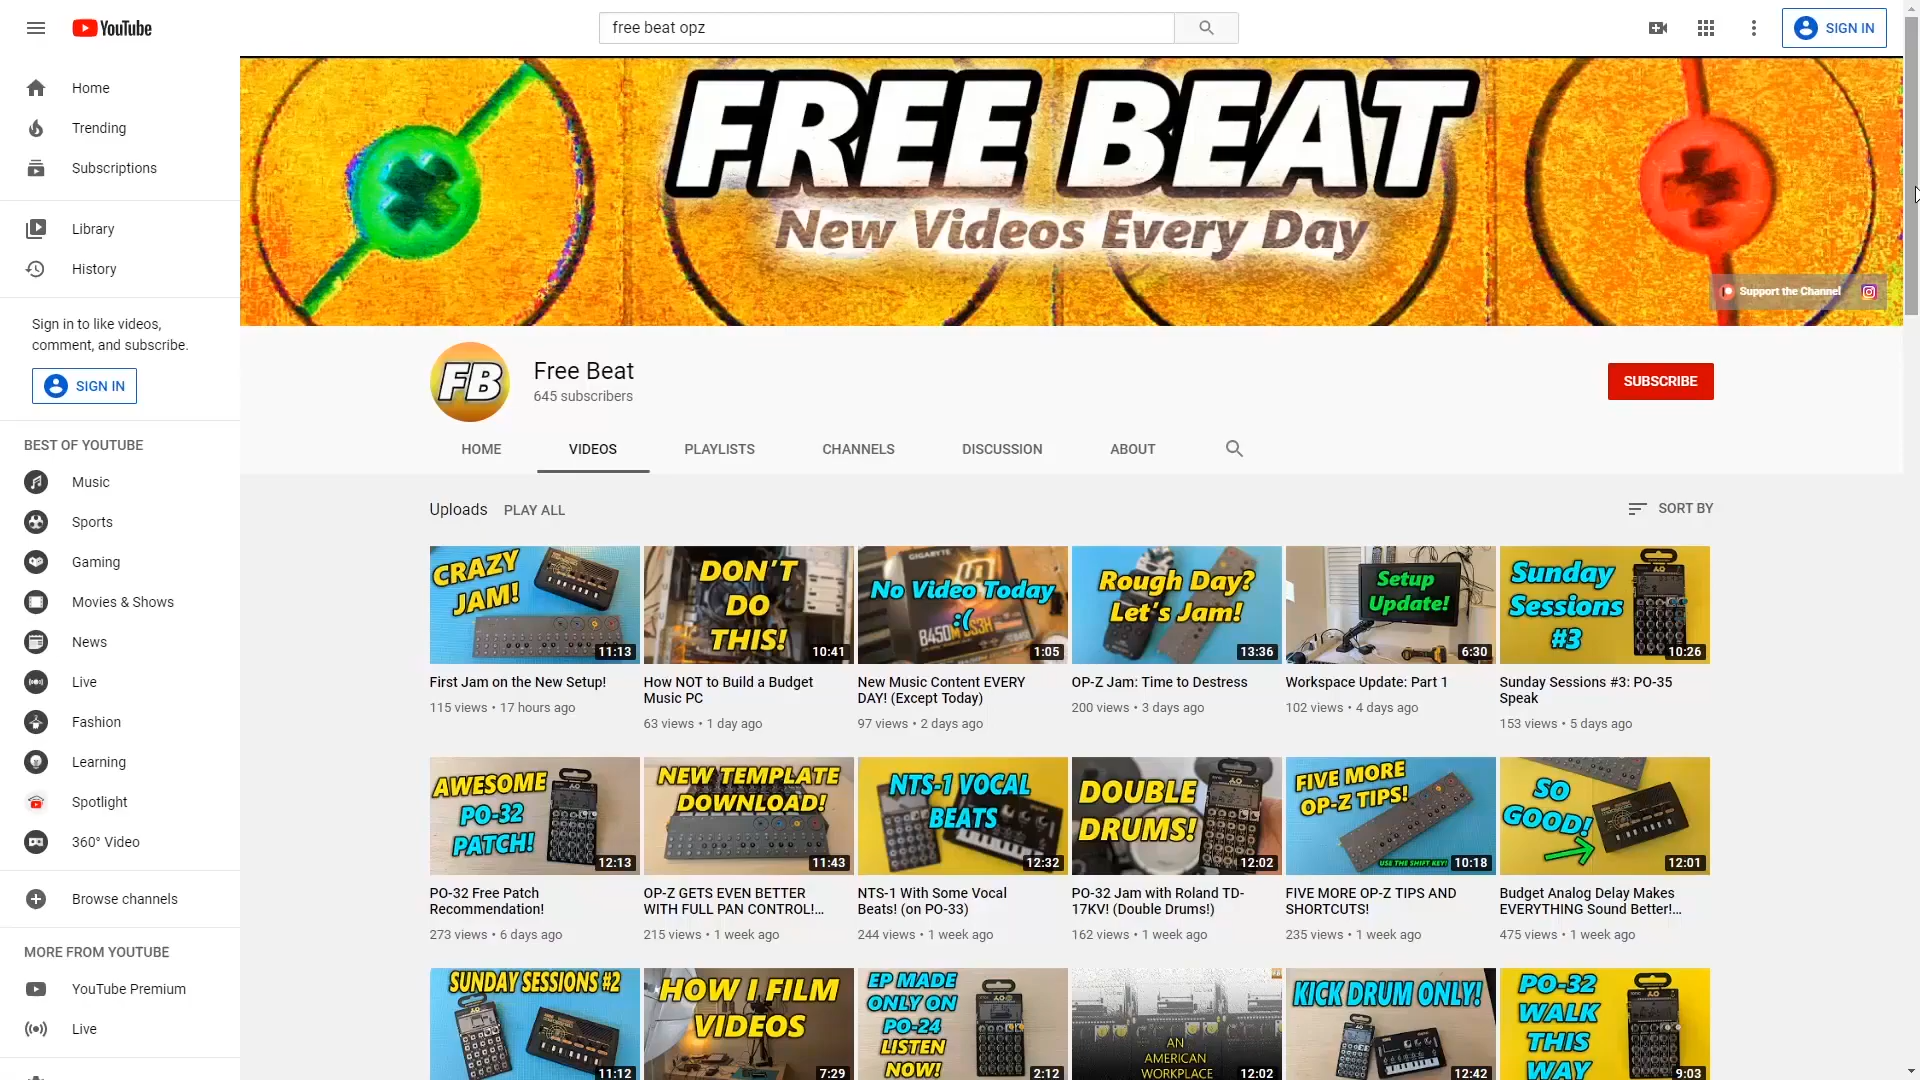 YouTube
free beat opz
SIGN IN
Home
Trending
Subscriptions
Library
History
Sign in to like videos,
comment, and subscribe.
SIGN IN
BEST OF YOUTUBE
Music
Sports
Gaming
Movies & Shows
News
Live
Fashion
Learning
Spotlight
360° Video
Browse channels
MORE FROM YOUTUBE
YouTube Premium
Live
FREE BEAT
New Videos Every Day
Support the Channel
FB
Free Beat
645 subscribers
SUBSCRIBE
HOME VIDEOS PLAYLISTS CHANNELS DISCUSSION ABOUT
Uploads PLAY ALL
SORT BY
CRAZY
JAM!
11:13
First Jam on the New Setup!
115 views • 17 hours ago
DON'T
DO
THIS!
10:41
How NOT to Build a Budget
Music PC
63 views • 1 day ago
GIGABYTE
No Video Today
:(
1:05
New Music Content EVERY
DAY! (Except Today)
97 views • 2 days ago
Rough Day?
Let's Jam!
13:36
OP-Z Jam: Time to Destress
200 views • 3 days ago
Setup
Update!
6:30
Workspace Update: Part 1
102 views • 4 days ago
Sunday
Sessions
#3
10:26
Sunday Sessions #3: PO-35
Speak
153 views • 5 days ago
AWESOME
PO-32
PATCH!
12:13
PO-32 Free Patch
Recommendation!
273 views • 6 days ago
NEW TEMPLATE
DOWNLOAD!
11:43
OP-Z GETS EVEN BETTER
WITH FULL PAN CONTROL!...
215 views • 1 week ago
NTS-1 VOCAL
BEATS
12:32
NTS-1 With Some Vocal
Beats! (on PO-33)
244 views • 1 week ago
DOUBLE
DRUMS!
12:02
PO-32 Jam with Roland TD-
17KV! (Double Drums!)
162 views • 1 week ago
FIVE MORE
OP-Z TIPS!
USE THE SHIFT KEY!
10:18
FIVE MORE OP-Z TIPS AND
SHORTCUTS!
235 views • 1 week ago
SO
GOOD!
12:01
Budget Analog Delay Makes
EVERYTHING Sound Better!...
475 views • 1 week ago
SUNDAY SESSIONS #2
11:12
HOW I FILM
VIDEOS
7:29
EP MADE
ONLY ON
PO-24
LISTEN
NOW!
2:12
AN
AMERICAN
WORKPLACE
12:02
KICK DRUM ONLY!
12:42
PO-32
WALK
THIS
WAY
9:03